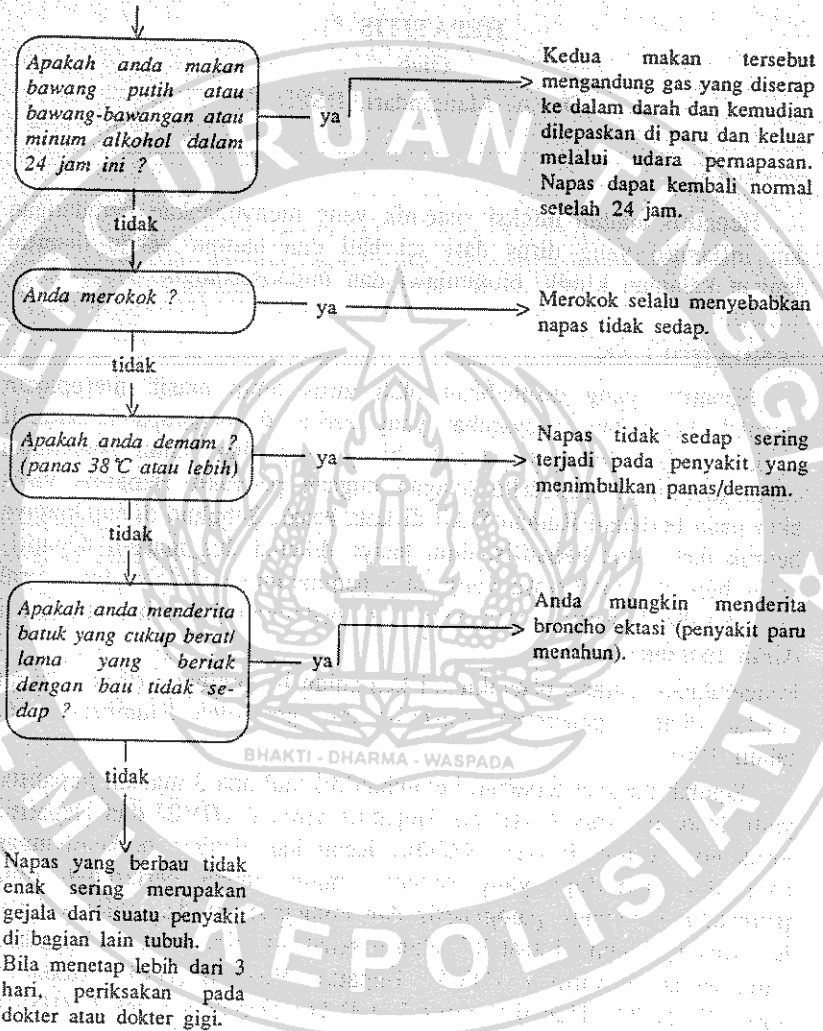 Apakah anda makan
bawang putih atau
bawang-bawangan atau
minum alkohol dalam
24 jam ini ?
ya
Kedua makan tersebut
mengandung gas yang diserap
ke dalam darah dan kemudian
dilepaskan di paru dan keluar
melalui udara pernapasan.
Napas dapat kembali normal
setelah 24 jam.
tidak
Anda merokok ?
ya
Merokok selalu menyebabkan
napas tidak sedap.
tidak
Apakah anda demam ?
(panas 38℃ atau lebih)
ya
Napas tidak sedap sering
terjadi pada penyakit yang
menimbulkan panas/demam.
tidak
Apakah anda menderita
batuk yang cukup berat/
lama yang beriak
dengan bau tidak se-
dap ?
ya
Anda mungkin menderita
broncho ektasi (penyakit paru
menahun).
tidak
Napas yang berbau tidak
enak sering merupakan
gejala dari suatu penyakit
di bagian lain tubuh.
Bila menetap lebih dari 3
hari, periksakan pada
dokter atau dokter gigi.
PERGURUAN TINGGI
ILMU KEPOLISIAN
BHAKTI - DHARMA - WASPADA